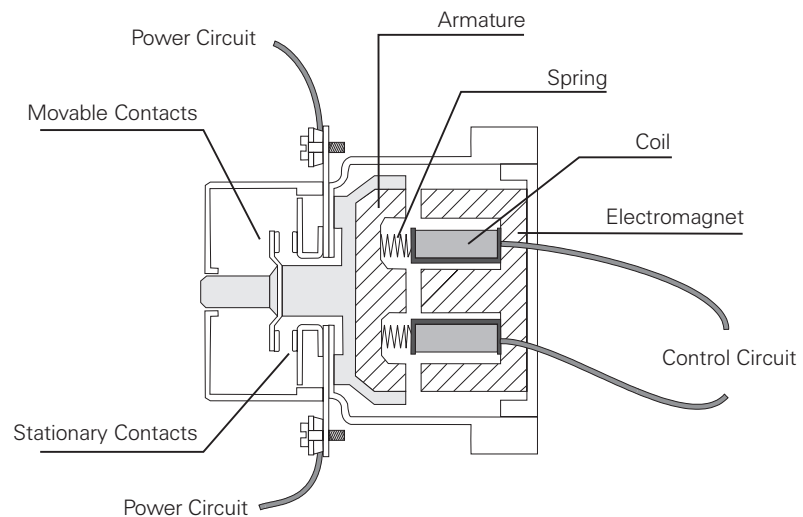 Armature
Power Circuit
Spring
Movable Contacts
Coil
Electromagnet
Control Circuit
Stationary Contacts
Power Circuit